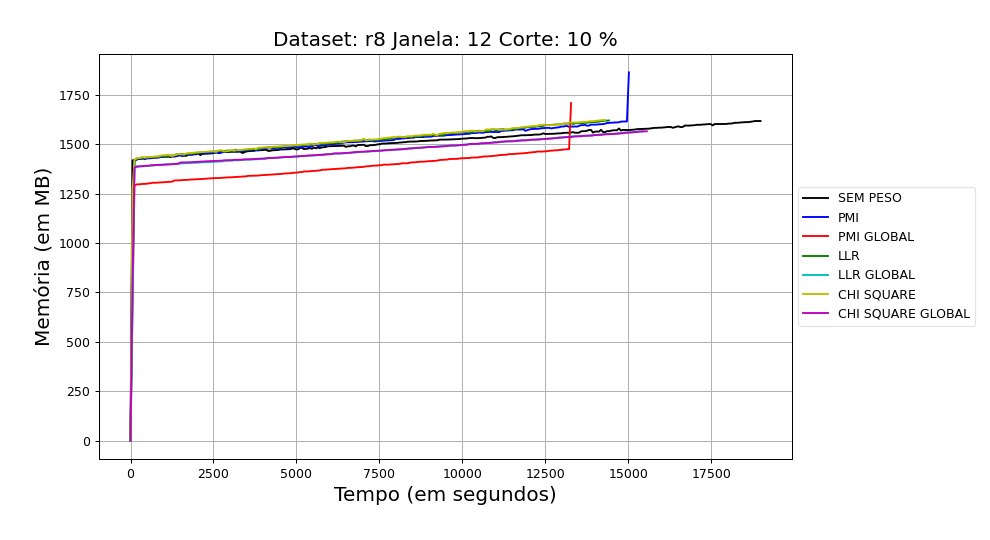 Dataset: r8 Janela: 12 Corte: 10 %
Memória (em MB)
1750
1500
1250
1000
750
500
250
0
0 2500 5000 7500 10000 12500 15000 17500
Tempo (em segundos)
SEM PESO
PMI
PMI GLOBAL
LLR
LLR GLOBAL
CHI SQUARE
CHI SQUARE GLOBAL